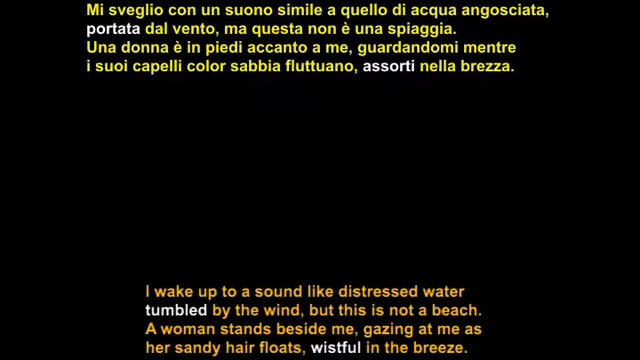 Mi sveglio con un suono simile a quello di acqua angosciata,
portata dal vento, ma questa non è una spiaggia.
Una donna è in piedi accanto a me, guardandomi mentre
i suoi capelli color sabbia fluttuano, assorti nella brezza.
I wake up to a sound like distressed water
tumbled by the wind, but this is not a beach.
A woman stands beside me, gazing at me as
her sandy hair floats, wistful in the breeze.